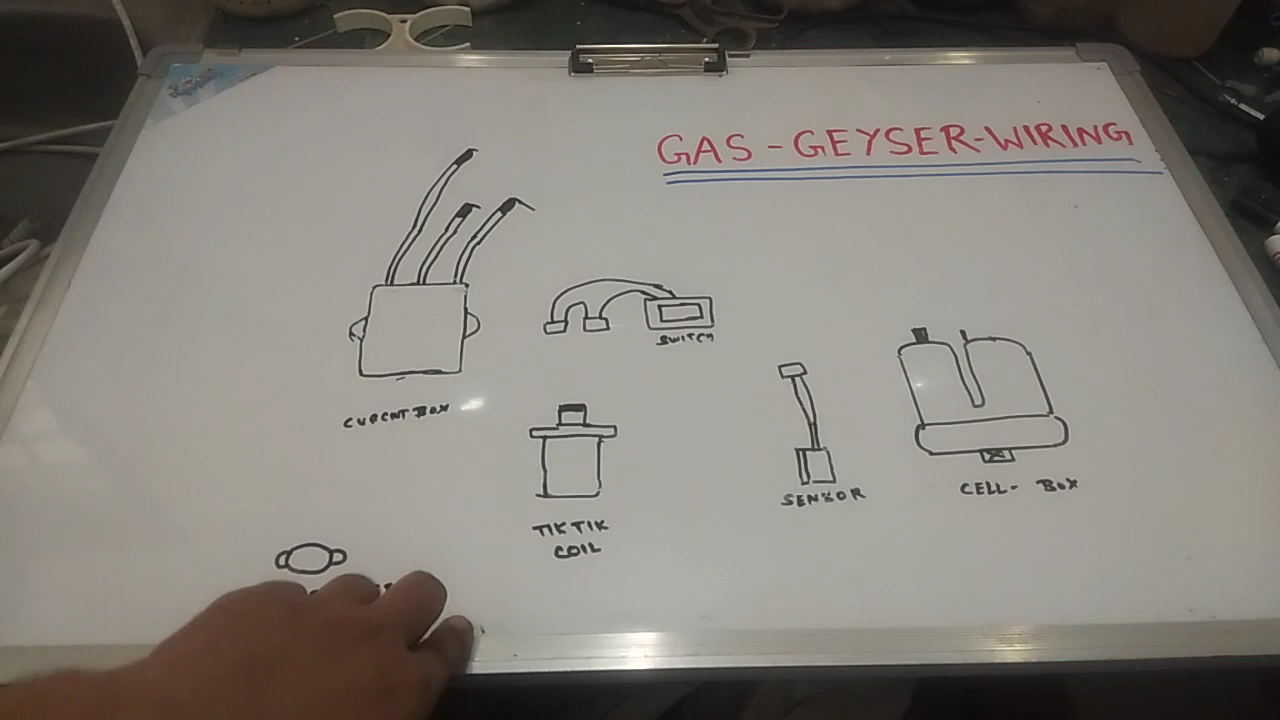 GAS-GEYSER-WIRING
SWITCH
CURCNT BOX
SENSOR
CELL- BOX
TIKTIK
COIL